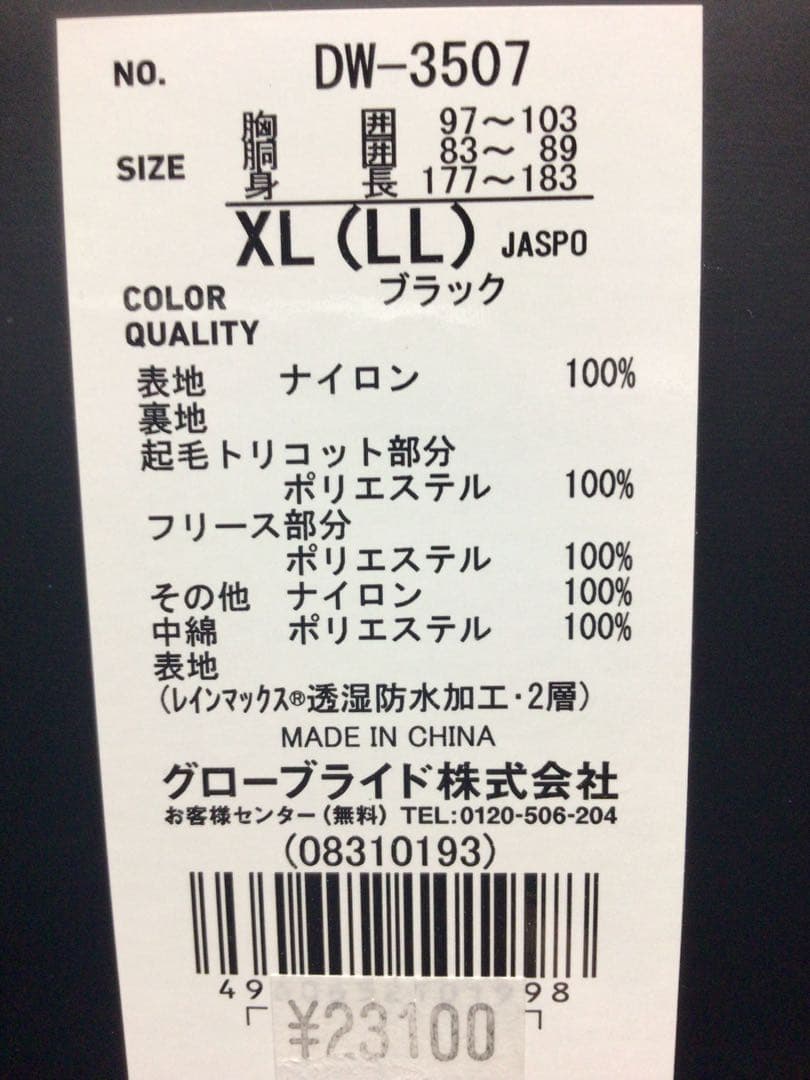 NO. DW-3507
SIZE
胸囲 97～103
胴囲 83～ 89
身長 177～183
XL(LL) JASPO
COLOR ブラック
QUALITY
表地 ナイロン 100%
裏地
起毛トリコット部分
ポリエステル 100%
フリース部分
ポリエステル 100%
その他 ナイロン 100%
中綿 ポリエステル 100%
表地
(レインマックス®透湿防水加工・2層)
MADE IN CHINA
グローブライド株式会社
お客様センター(無料) TEL:0120-506-204
(08310193)
49 98
¥23100